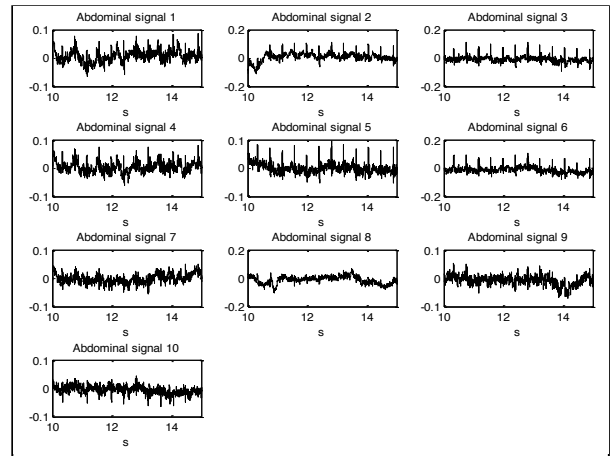 Abdominal signal 1
0.1
0
-0.1
10 12 14
s
Abdominal signal 2
0.2
0
-0.2
10 12 14
s
Abdominal signal 3
0.2
0
-0.2
10 12 14
s
Abdominal signal 4
0.1
0
-0.1
10 12 14
s
Abdominal signal 5
0.1
0
-0.1
10 12 14
s
Abdominal signal 6
0.2
0
-0.2
10 12 14
s
Abdominal signal 7
0.1
0
-0.1
10 12 14
s
Abdominal signal 8
0.2
0
-0.2
10 12 14
s
Abdominal signal 9
0.1
0
-0.1
10 12 14
s
Abdominal signal 10
0.1
0
-0.1
10 12 14
s